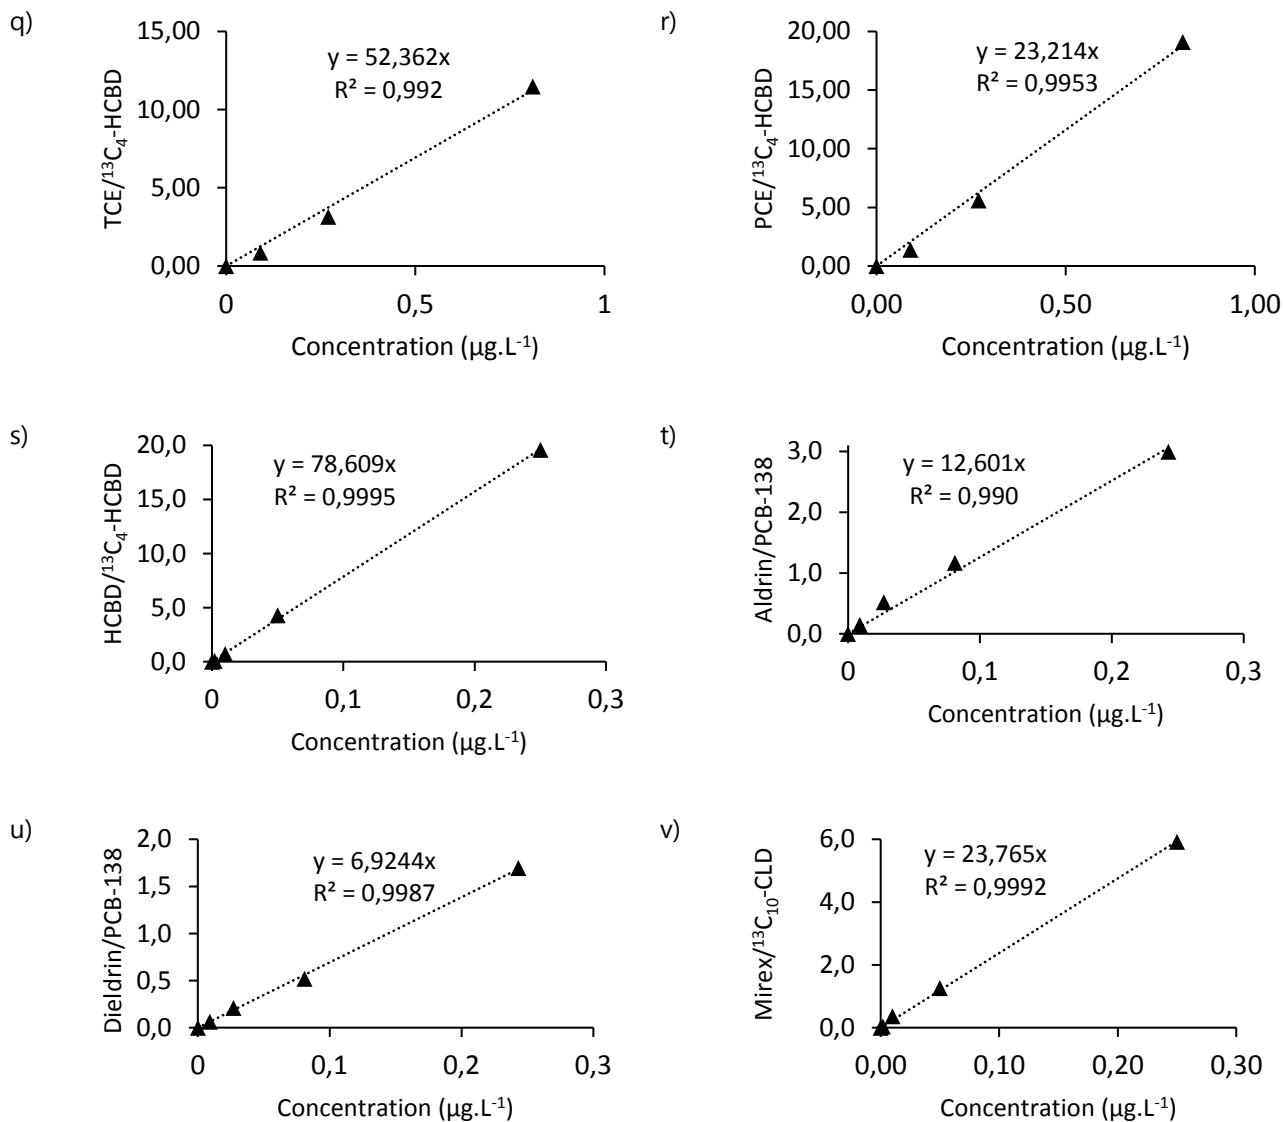 q)
TCE/¹³C₄-HCBD
15,00
10,00
5,00
0,00
y = 52,362x
R² = 0,992
0
0,5
1
Concentration (µg.L⁻¹)
r)
PCE/¹³C₄-HCBD
20,00
15,00
10,00
5,00
0,00
y = 23,214x
R² = 0,9953
0,00
0,50
1,00
Concentration (µg.L⁻¹)
s)
HCBD/¹³C₄-HCBD
20,0
15,0
10,0
5,0
0,0
y = 78,609x
R² = 0,9995
0
0,1
0,2
0,3
Concentration (µg.L⁻¹)
t)
Aldrin/PCB-138
3,0
2,0
1,0
0,0
y = 12,601x
R² = 0,990
0
0,1
0,2
0,3
Concentration (µg.L⁻¹)
u)
Dieldrin/PCB-138
2,0
1,5
1,0
0,5
0,0
y = 6,9244x
R² = 0,9987
0
0,1
0,2
0,3
Concentration (µg.L⁻¹)
v)
Mirex/¹³C₁₀-CLD
6,0
4,0
2,0
0,0
y = 23,765x
R² = 0,9992
0,00
0,10
0,20
0,30
Concentration (µg.L⁻¹)